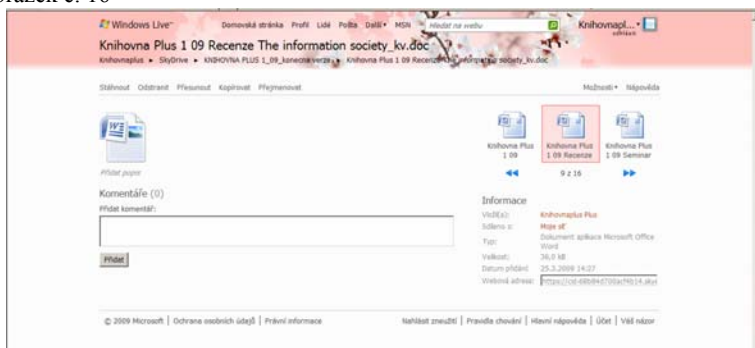 Windows Live™ Domovská stránka Profil Lidé Pošta Další MSN Hledat na webu Knihovnapl...
odhlásit
Knihovna Plus 1 09 Recenze The information society_kv.doc
Knihovnaplus ▸ SkyDrive ▸ KNIHOVNA PLUS 1_09_konecna verze ▸ Knihovna Plus 1 09 Recenze The information society_kv.doc
Stáhnout Odstranit Přesunout Kopírovat Přejmenovat Možnosti Nápověda
Knihovna Plus 1 09
Knihovna Plus 1 09 Recenze
Knihovna Plus 1 09 Seminar
9 z 16
Přidat popis
Komentáře (0)
Přidat komentář:
Přidat
Informace
Vložil(a): Knihovnaplus Plus
Sdíleno s: Moje síť
Typ: Dokument aplikace Microsoft Office Word
Velikost: 36,0 kB
Datum přidání: 25.3.2009 14:27
Webová adresa:
© 2009 Microsoft | Ochrana osobních údajů | Právní informace Nahlásit zneužití | Pravidla chování | Hlavní nápověda | Účet | Váš názor